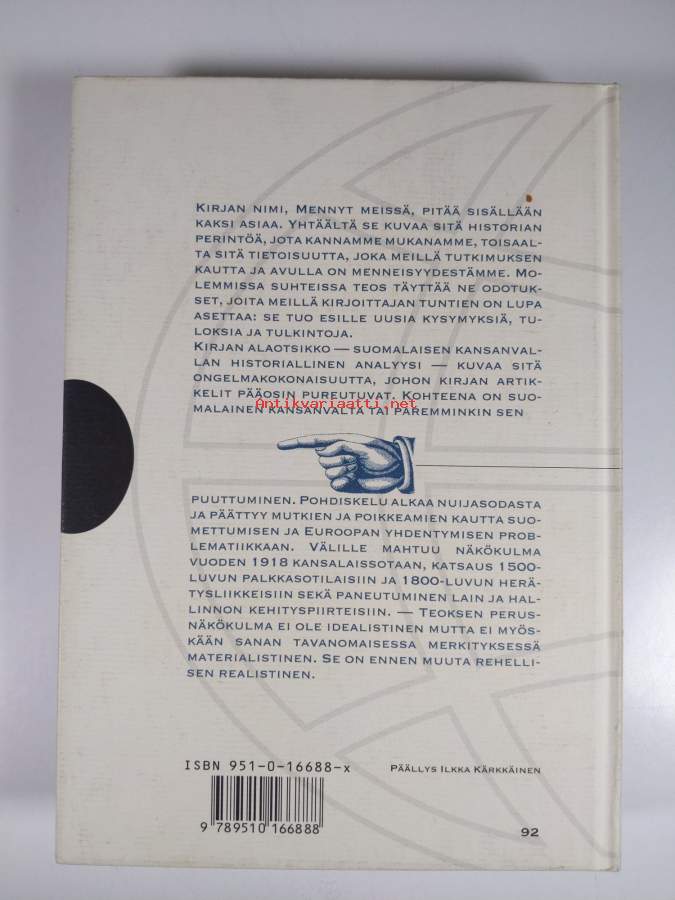 KIRJAN NIMI, MENNYT MEISSÄ, PITÄÄ SISÄLLÄÄN
KAKSI ASIAA. YHTÄÄLTÄ SE KUVAA SITÄ HISTORIAN
PERINTÖÄ, JOTA KANNAMME MUKANAMME, TOISAAL-
TA SITÄ TIETOISUUTTA, JOKA MEILLÄ TUTKIMUKSEN
KAUTTA JA AVULLA ON MENNEISYYDESTÄMME. MO-
LEMMISSA SUHTEISSA TEOS TÄYTTÄÄ NE ODOTUK-
SET, JOITA MEILLÄ KIRJOITTAJAN TUNTIEN ON LUPA
ASETTAA: SE TUO ESILLE UUSIA KYSYMYKSIÄ, TU-
LOKSIA JA TULKINTOJA.
KIRJAN ALAOTSIKKO — SUOMALAISEN KANSANVAL-
LAN HISTORIALLINEN ANALYYSI — KUVAA SITÄ
ONGELMAKOKONAISUUTTA, JOHON KIRJAN ARTIK-
KELIT PÄÄOSIN PUREUTUVAT. KOHTEENA ON SUO-
Antikvariaatti.net
MALAINEN KANSANVALTA TAI PAREMMINKIN SEN
PUUTTUMINEN. POHDISKELU ALKAA NUIJASODASTA
JA PÄÄTTYY MUTKIEN JA POIKKEAMIEN KAUTTA SUO-
METTUMISEN JA EUROOPAN YHDENTYMISEN PROB-
LEMATIIKKAAN. VÄLILLE MAHTUU NÄKÖKULMA
VUODEN 1918 KANSALAISSOTAAN, KATSAUS 1500-
LUVUN PALKKASOTILAISIIN JA 1800-LUVUN HERÄ-
TYSLIIKKEISIIN SEKÄ PANEUTUMINEN LAIN JA HAL-
LINNON KEHITYSPIIRTEISIIN. — TEOKSEN PERUS-
NÄKÖKULMA EI OLE IDEALISTINEN MUTTA EI MYÖS-
KÄÄN SANAN TAVANOMAISESSA MERKITYKSESSÄ
MATERIALISTINEN. SE ON ENNEN MUUTA REHELLI-
SEN REALISTINEN.
ISBN 951-0-16688-X
PÄÄLLYS ILKKA KÄRKKÄINEN
9 789510 166888
92